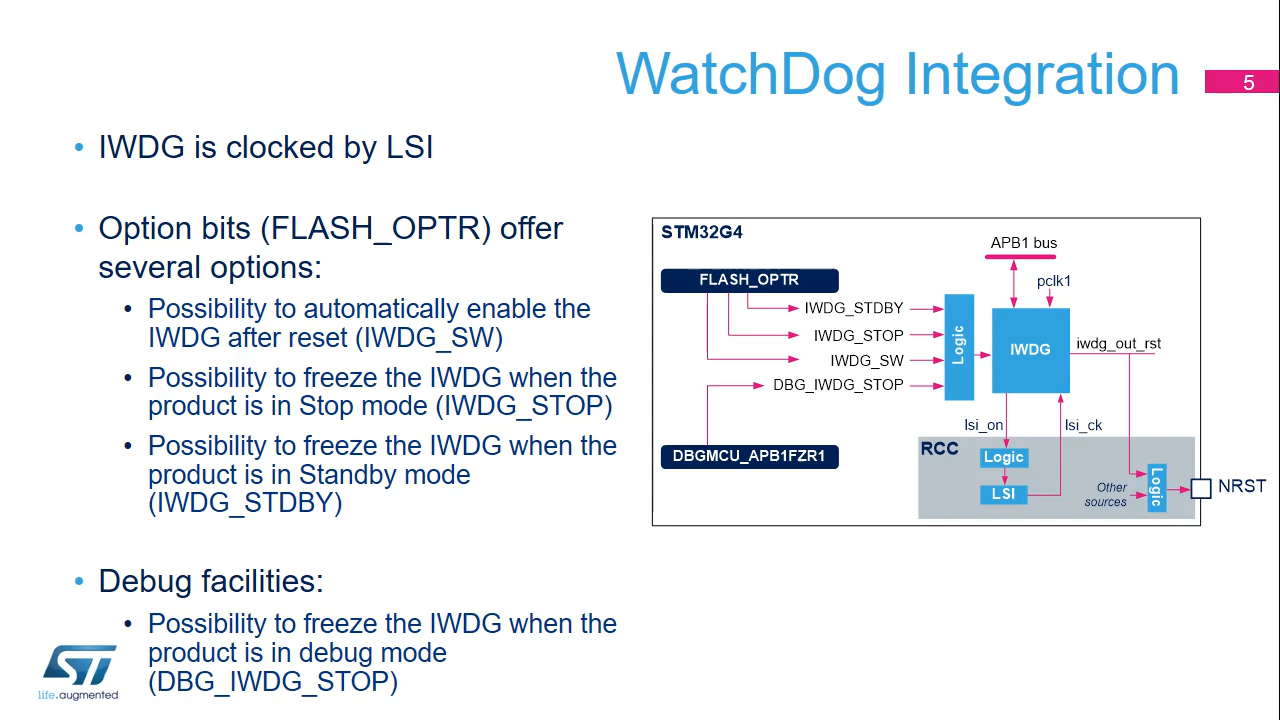 WatchDog Integration
5
• IWDG is clocked by LSI
• Option bits (FLASH_OPTR) offer
several options:
• Possibility to automatically enable the
IWDG after reset (IWDG_SW)
• Possibility to freeze the IWDG when the
product is in Stop mode (IWDG_STOP)
• Possibility to freeze the IWDG when the
product is in Standby mode
(IWDG_STDBY)
• Debug facilities:
• Possibility to freeze the IWDG when the
product is in debug mode
(DBG_IWDG_STOP)
STM32G4
APB1 bus
FLASH_OPTR
pclk1
IWDG_STDBY
IWDG_STOP
IWDG_SW
DBG_IWDG_STOP
Logic
IWDG
iwdg_out_rst
lsi_on
lsi_ck
DBGMCU_APB1FZR1
RCC
Logic
LSI
Other
sources
Logic
NRST
ST
life.augmented